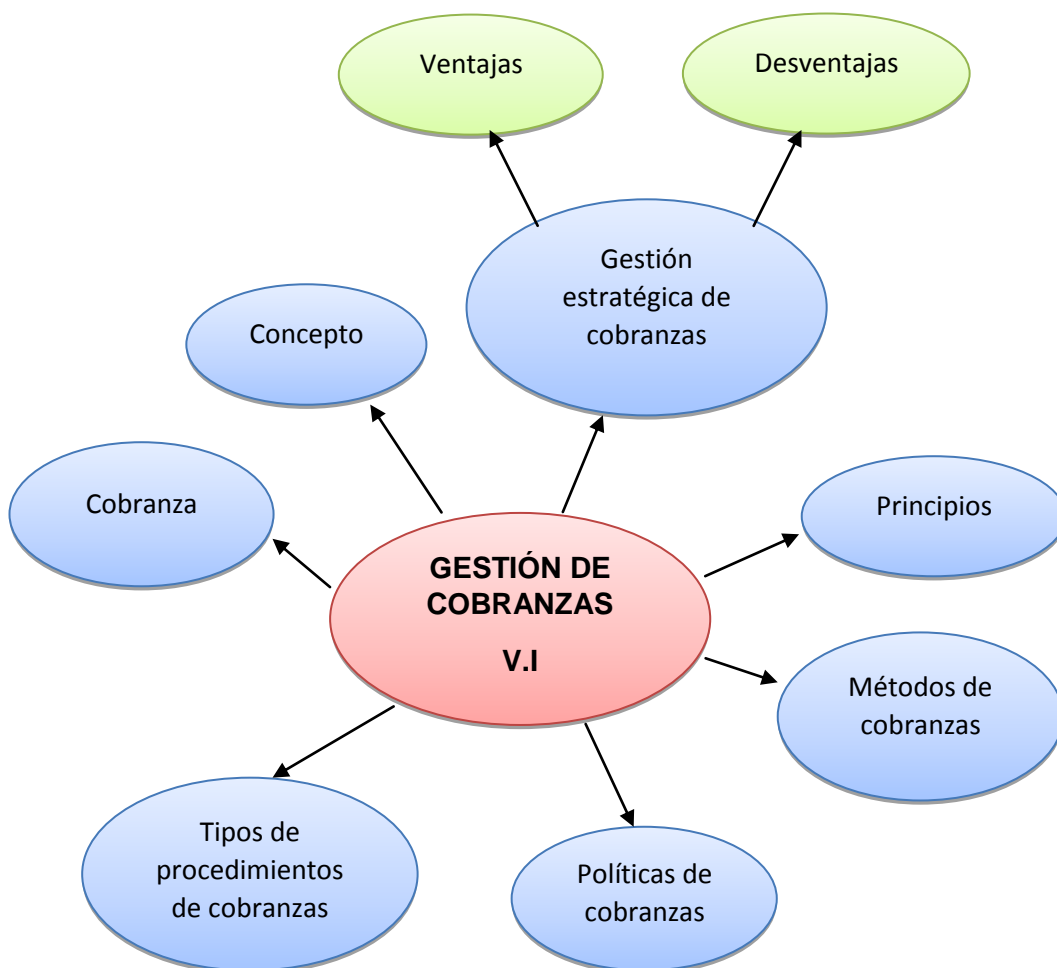 Ventajas
Desventajas
Gestión
estratégica de
cobranzas
Concepto
Cobranza
Principios
GESTIÓN DE
COBRANZAS
V.I
Métodos de
cobranzas
Tipos de
procedimientos
de cobranzas
Políticas de
cobranzas